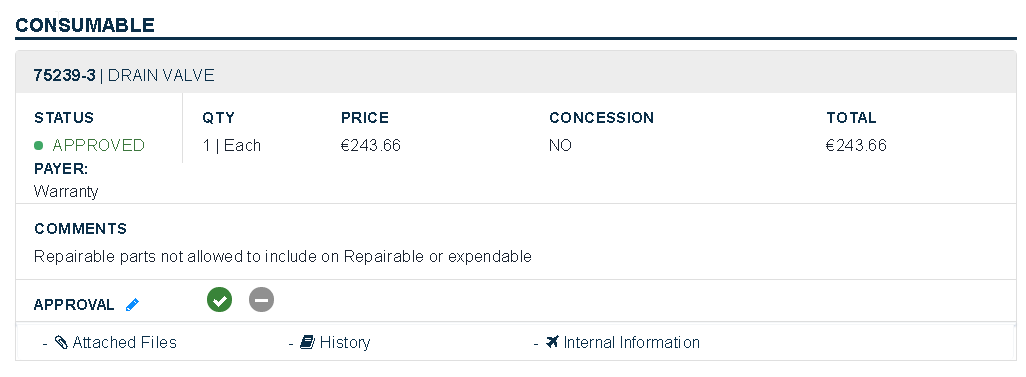 CONSUMABLE
75239-3 | DRAIN VALVE
STATUS QTY PRICE CONCESSION TOTAL
APPROVED 1 | Each €243.66 NO €243.66
PAYER:
Warranty
COMMENTS
Repairable parts not allowed to include on Repairable or expendable
APPROVAL
- Attached Files - History - Internal Information